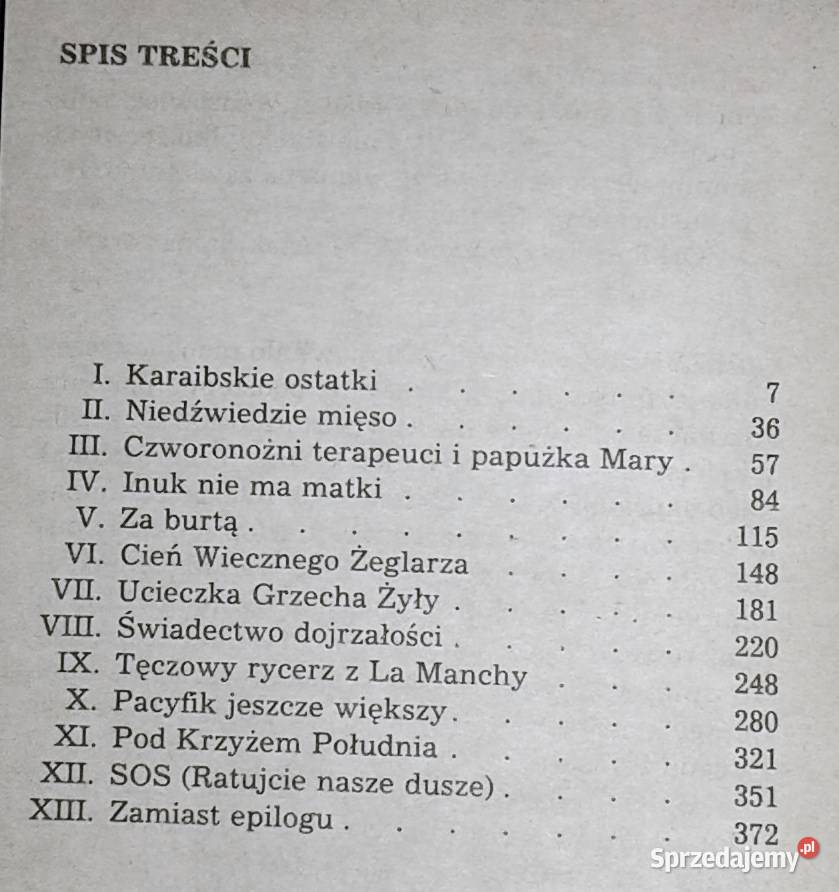 SPIS TREŚCI
I. Karaibskie ostatki . . . . . . 7
II. Niedźwiedzie mięso . . . . . . 36
III. Czworonożni terapeuci i papużka Mary . 57
IV. Inuk nie ma matki . . . . . . 84
V. Za burtą . . . . . . . . . 115
VI. Cień Wiecznego Żeglarza . . . . 148
VII. Ucieczka Grzecha Żyły . . . . . 181
VIII. Świadectwo dojrzałości . . . . . 220
IX. Tęczowy rycerz z La Manchy . . . 248
X. Pacyfik jeszcze większy . . . . . 280
XI. Pod Krzyżem Południa . . . . . 321
XII. SOS (Ratujcie nasze dusze) . . . . 351
XIII. Zamiast epilogu . . . . . . . 372
Sprzedajemy.pl